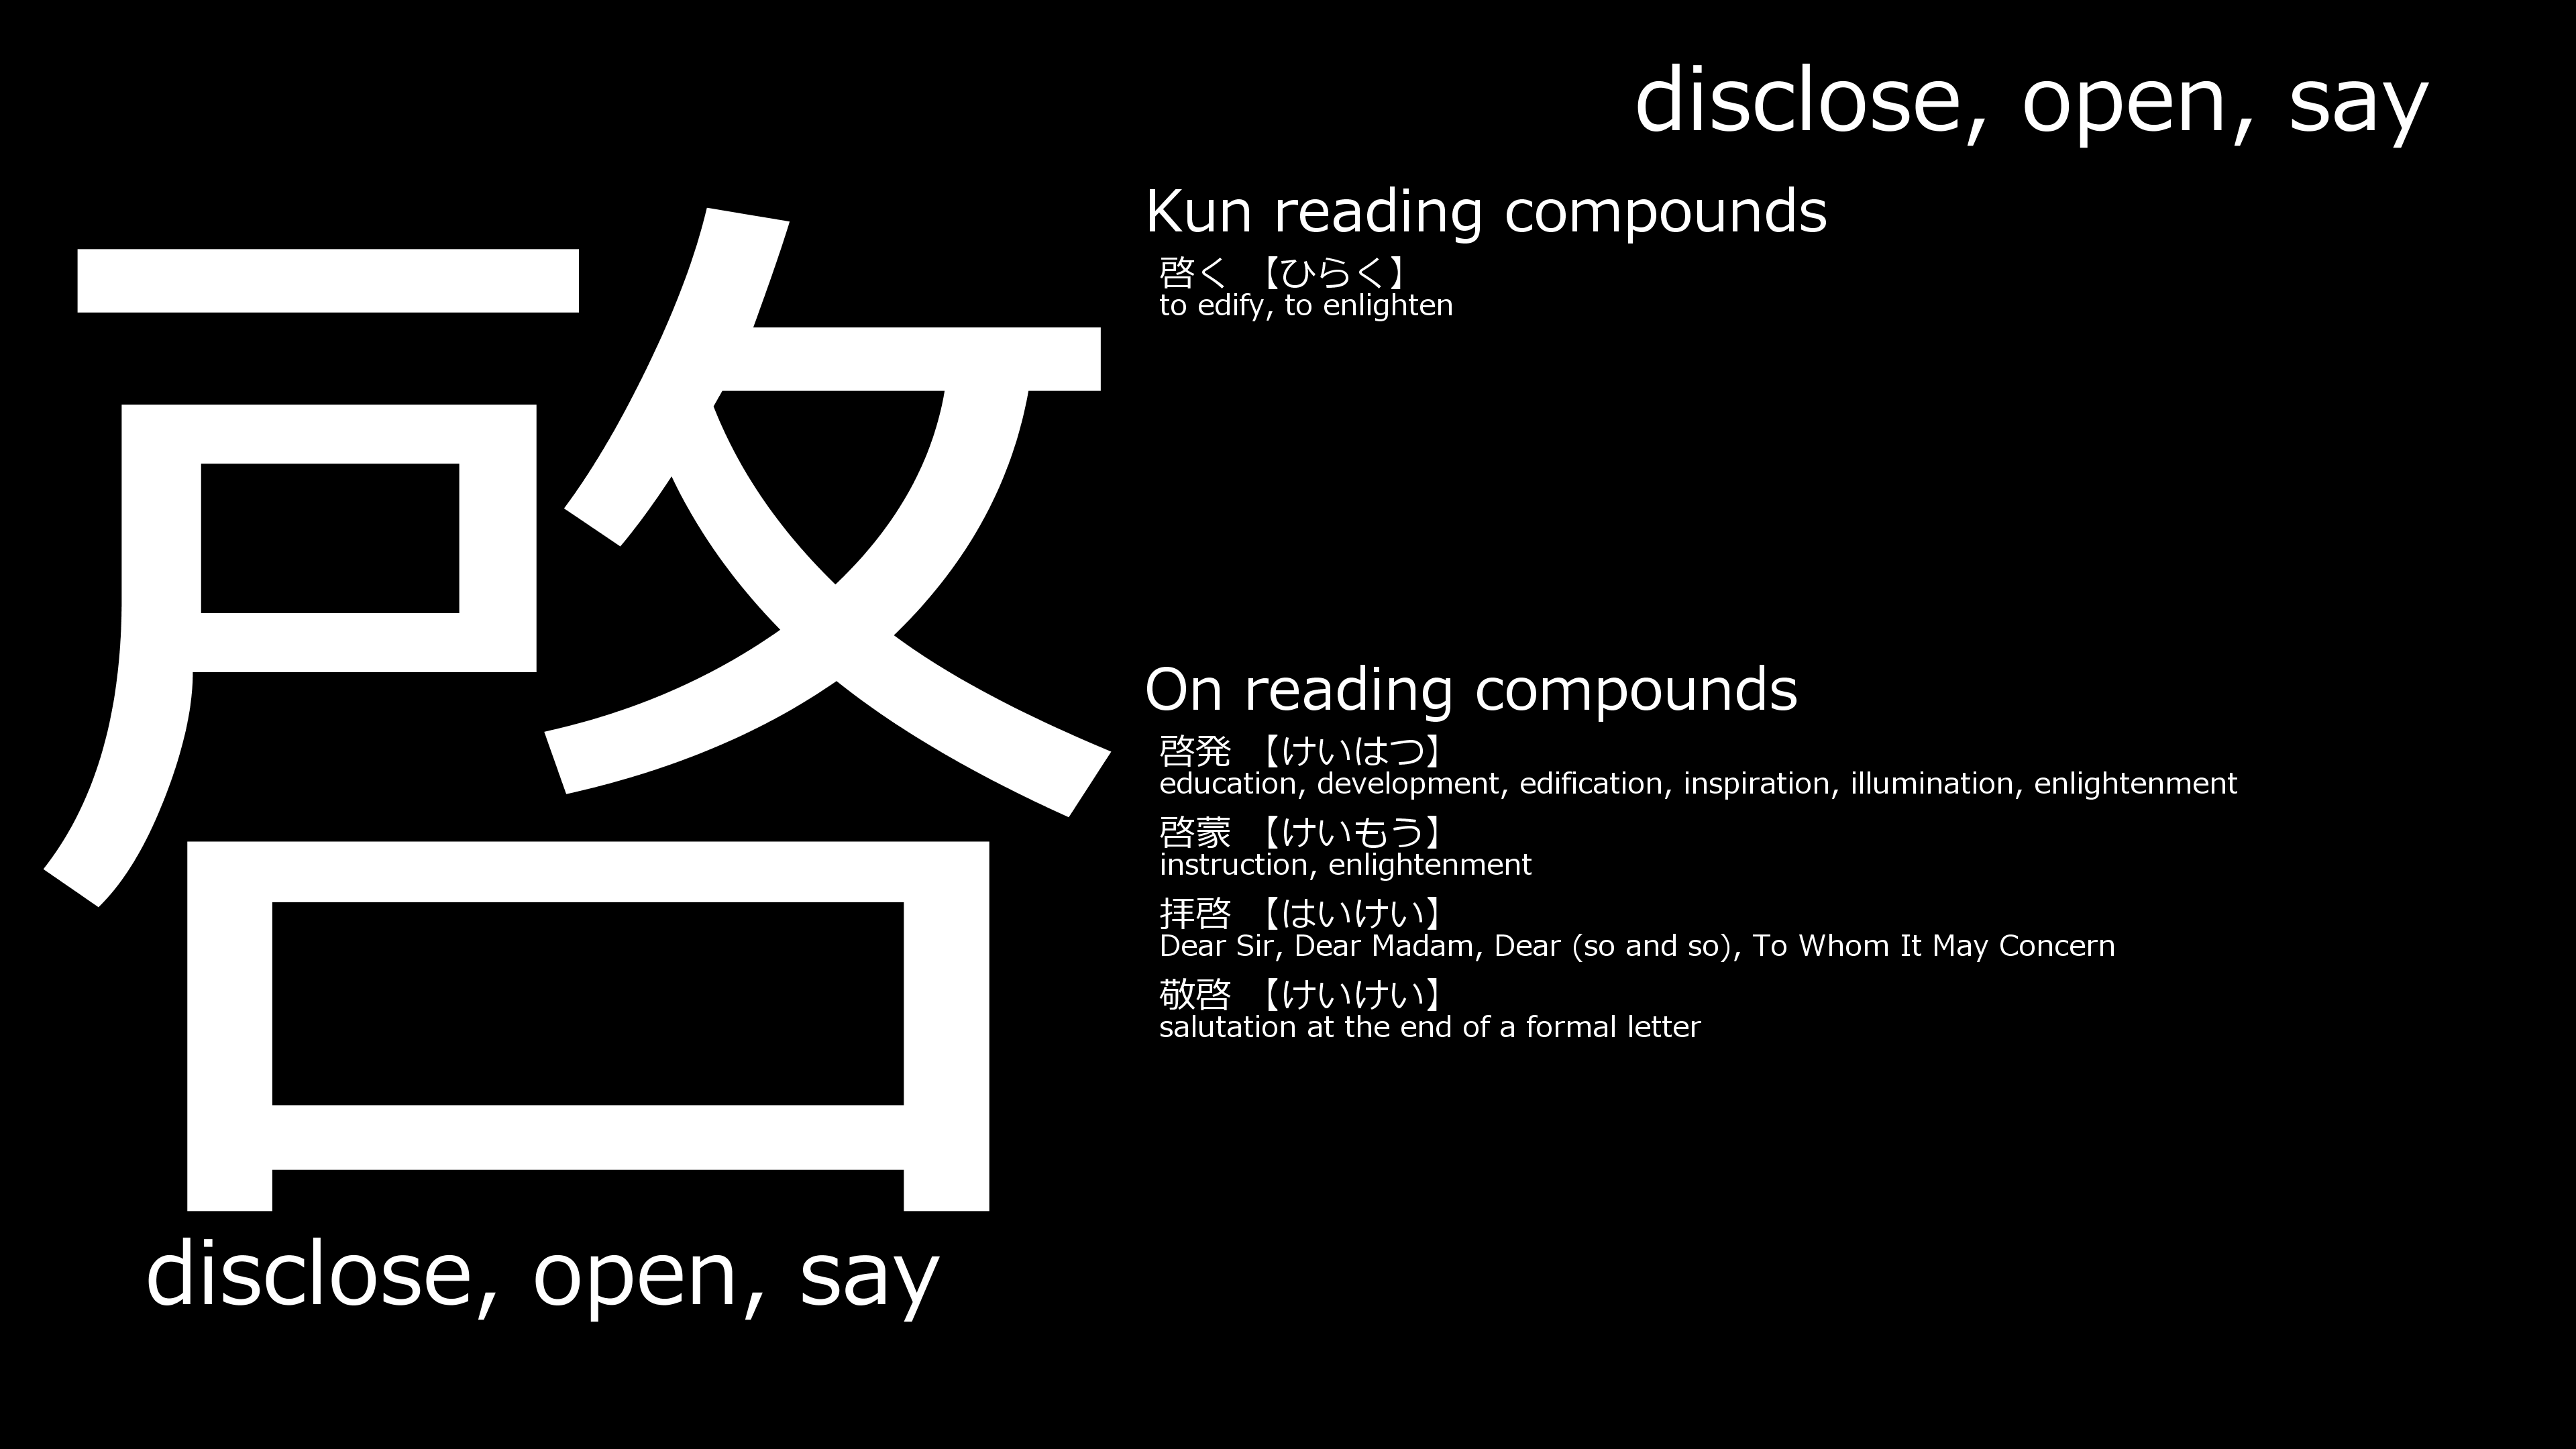 disclose, open, say
啓
disclose, open, say
Kun reading compounds
啓く 【ひらく】
to edify, to enlighten
On reading compounds
啓発 【けいはつ】
education, development, edification, inspiration, illumination, enlightenment
啓蒙 【けいもう】
instruction, enlightenment
拝啓 【はいけい】
Dear Sir, Dear Madam, Dear (so and so), To Whom It May Concern
敬啓 【けいけい】
salutation at the end of a formal letter